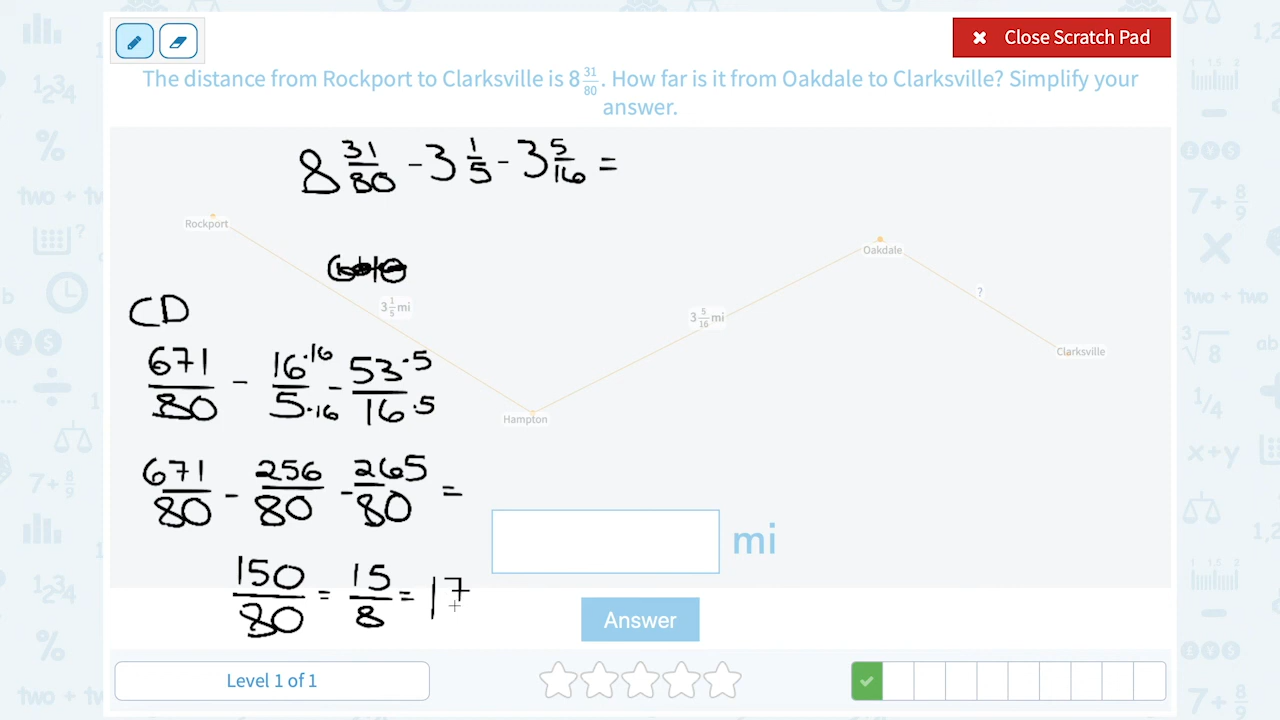 Close Scratch Pad
The distance from Rockport to Clarksville is 8 31/80. How far is it from Oakdale to Clarksville? Simplify your
answer.
8 31/80 - 3 1/5 - 3 5/16 =
Rockport
Oakdale
3 1/5 mi
?
3 5/16 mi
Clarksville
Hampton
CD
671/80 - 16·16/5·16 - 53·5/16·5
671/80 - 256/80 - 265/80 =
mi
150/80 = 15/8 = 1 7
Answer
Level 1 of 1